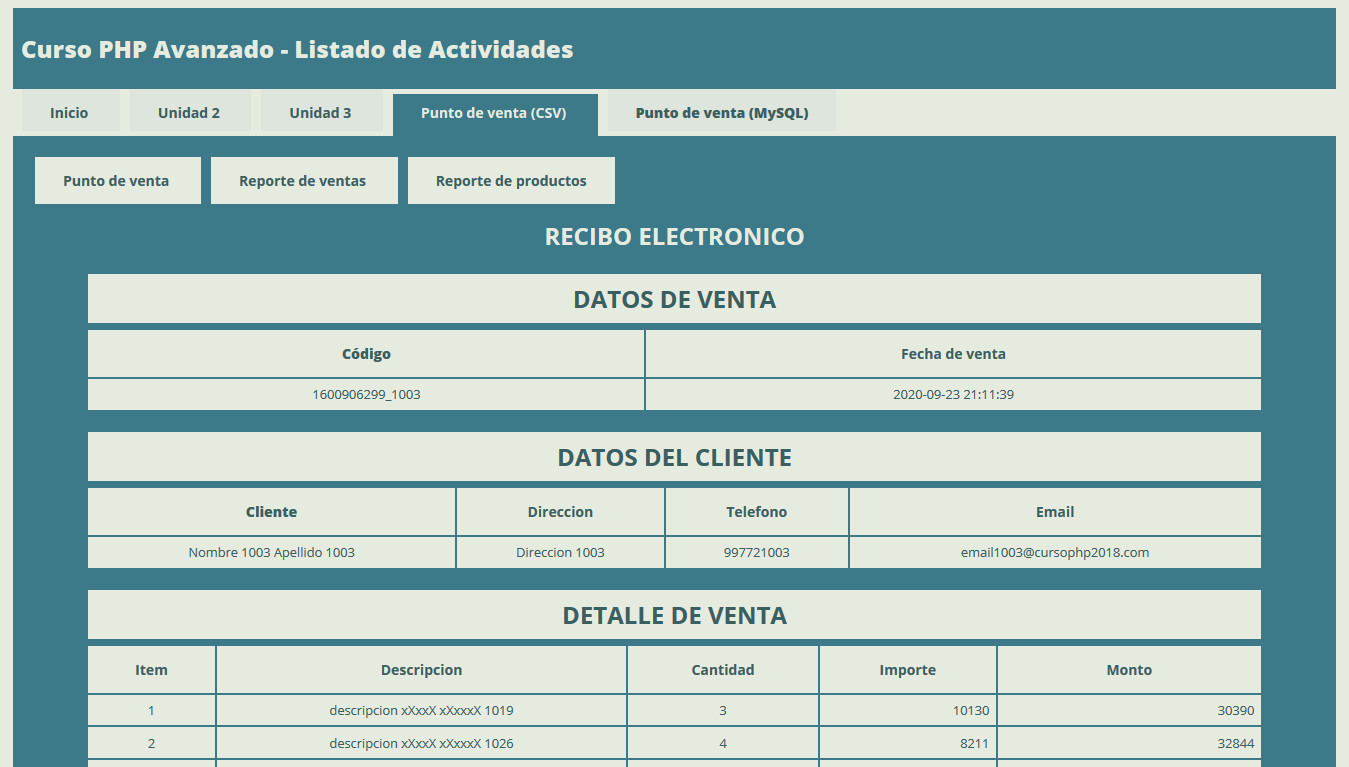 Curso PHP Avanzado - Listado de Actividades
Inicio Unidad 2 Unidad 3 Punto de venta (CSV) Punto de venta (MySQL)
Punto de venta Reporte de ventas Reporte de productos
RECIBO ELECTRONICO
DATOS DE VENTA
Código Fecha de venta
1600906299_1003 2020-09-23 21:11:39
DATOS DEL CLIENTE
Cliente Direccion Telefono Email
Nombre 1003 Apellido 1003 Direccion 1003 997721003 email1003@cursophp2018.com
DETALLE DE VENTA
Item Descripcion Cantidad Importe Monto
1 descripcion xXxxX xXxxxX 1019 3 10130 30390
2 descripcion xXxxX xXxxxX 1026 4 8211 32844